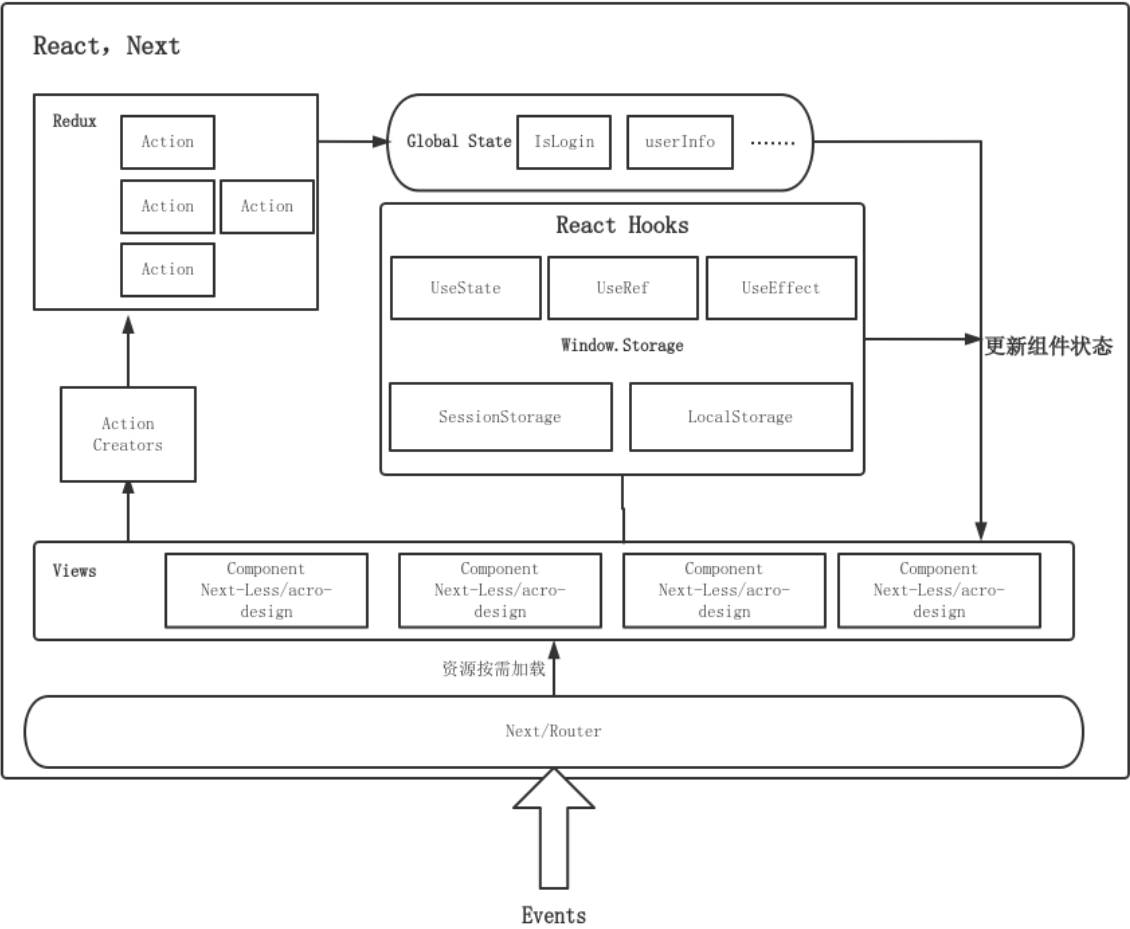 React，Next
Redux
Action
Action
Action
Action
Global State
IsLogin
userInfo
.......
React Hooks
UseState
UseRef
UseEffect
Window.Storage
SessionStorage
LocalStorage
更新组件状态
Action
Creators
Views
Component
Next-Less/acro-
design
Component
Next-Less/acro-
design
Component
Next-Less/acro-
design
Component
Next-Less/acro-
design
资源按需加载
Next/Router
Events